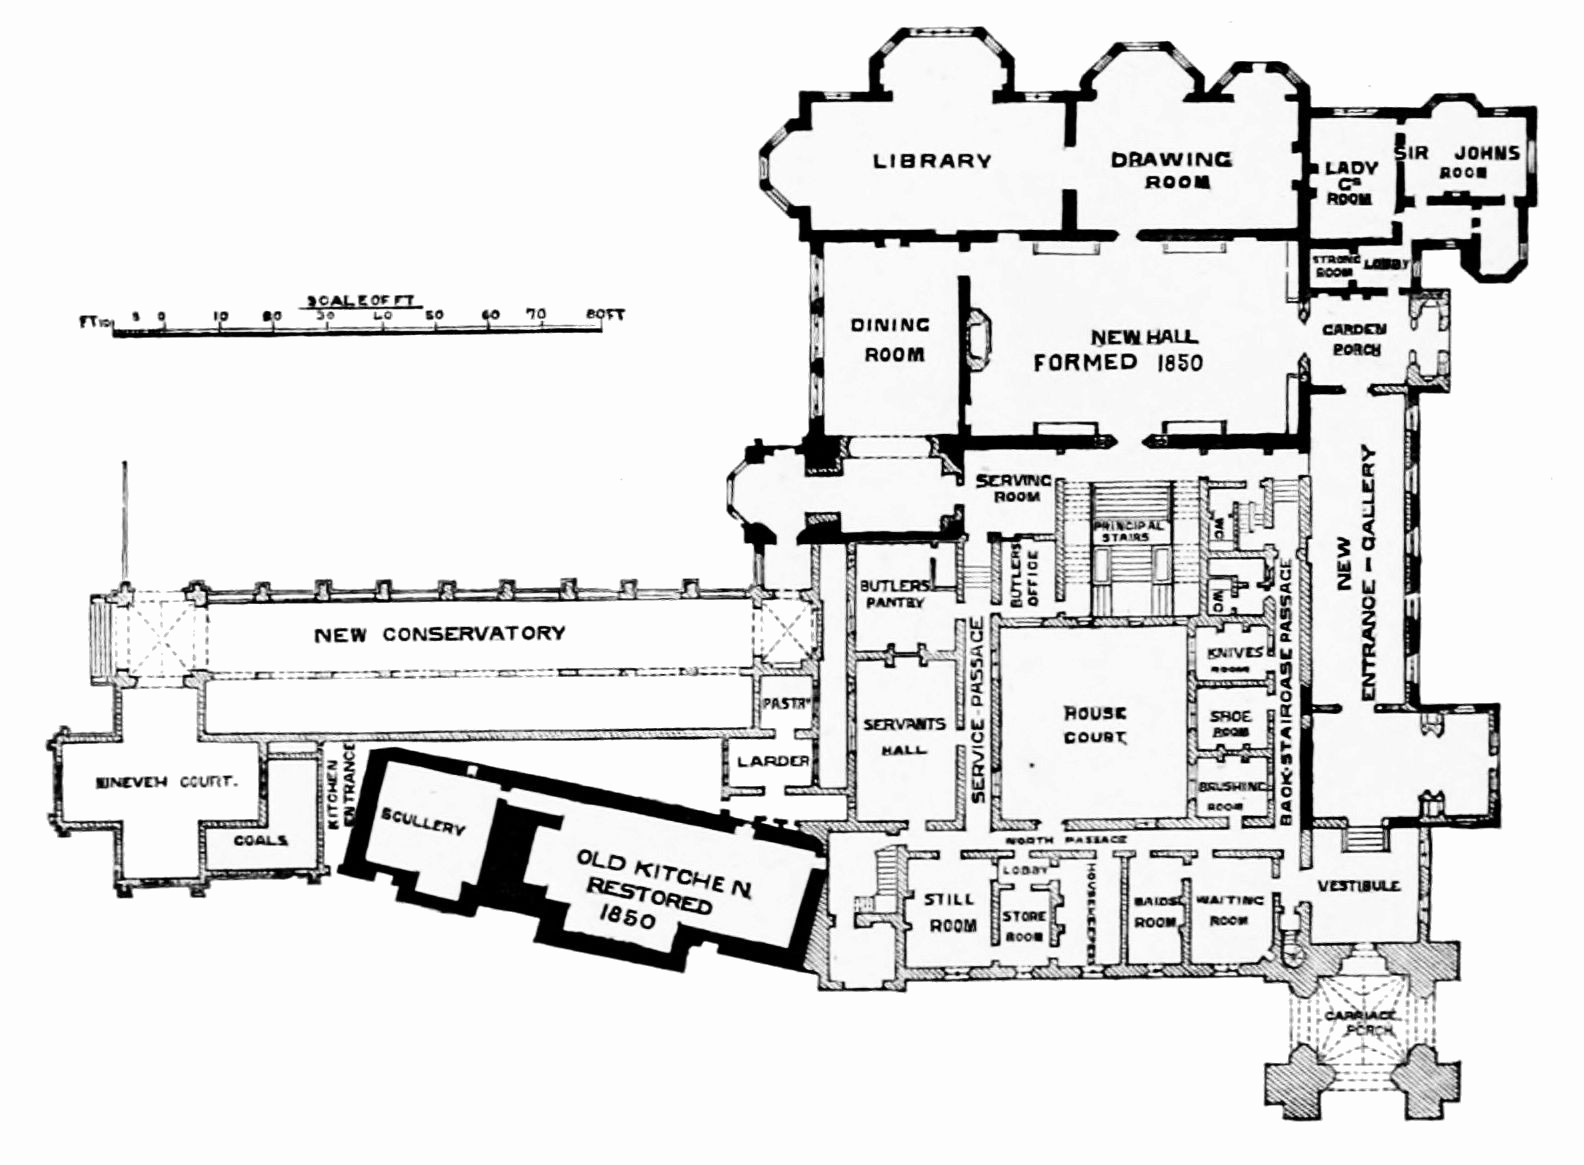 LIBRARY
DRAWING
ROOM
LADY
Gs
ROOM
SIR JOHNS
ROOM
STRONG
ROOM
LOBBY
SCALE OF FT
FT 10 5 0 10 20 30 40 50 60 70 80 FT
DINING
ROOM
NEW HALL
FORMED 1850
GARDEN
PORCH
SERVING
ROOM
PRINCIPAL
STAIRS
WC
WC
NEW
ENTRANCE-GALLERY
BUTLERS
PANTRY
BUTLERS
OFFICE
NEW CONSERVATORY
SERVICE-PASSAGE
KNIVES
ROOM
BACK-STAIRCASE PASSAGE
PASTRY
SERVANTS
HALL
HOUSE
COURT
SHOE
ROOM
LARDER
NINEVEH COURT.
KITCHEN
ENTRANCE
BRUSHING
ROOM
SCULLERY
COALS
NORTH PASSAGE
OLD KITCHEN
RESTORED
1850
STILL
ROOM
LOBBY
STORE
ROOM
HOUSEKEEPERS
MAIDS
ROOM
WAITING
ROOM
VESTIBULE
CARRIAGE
PORCH